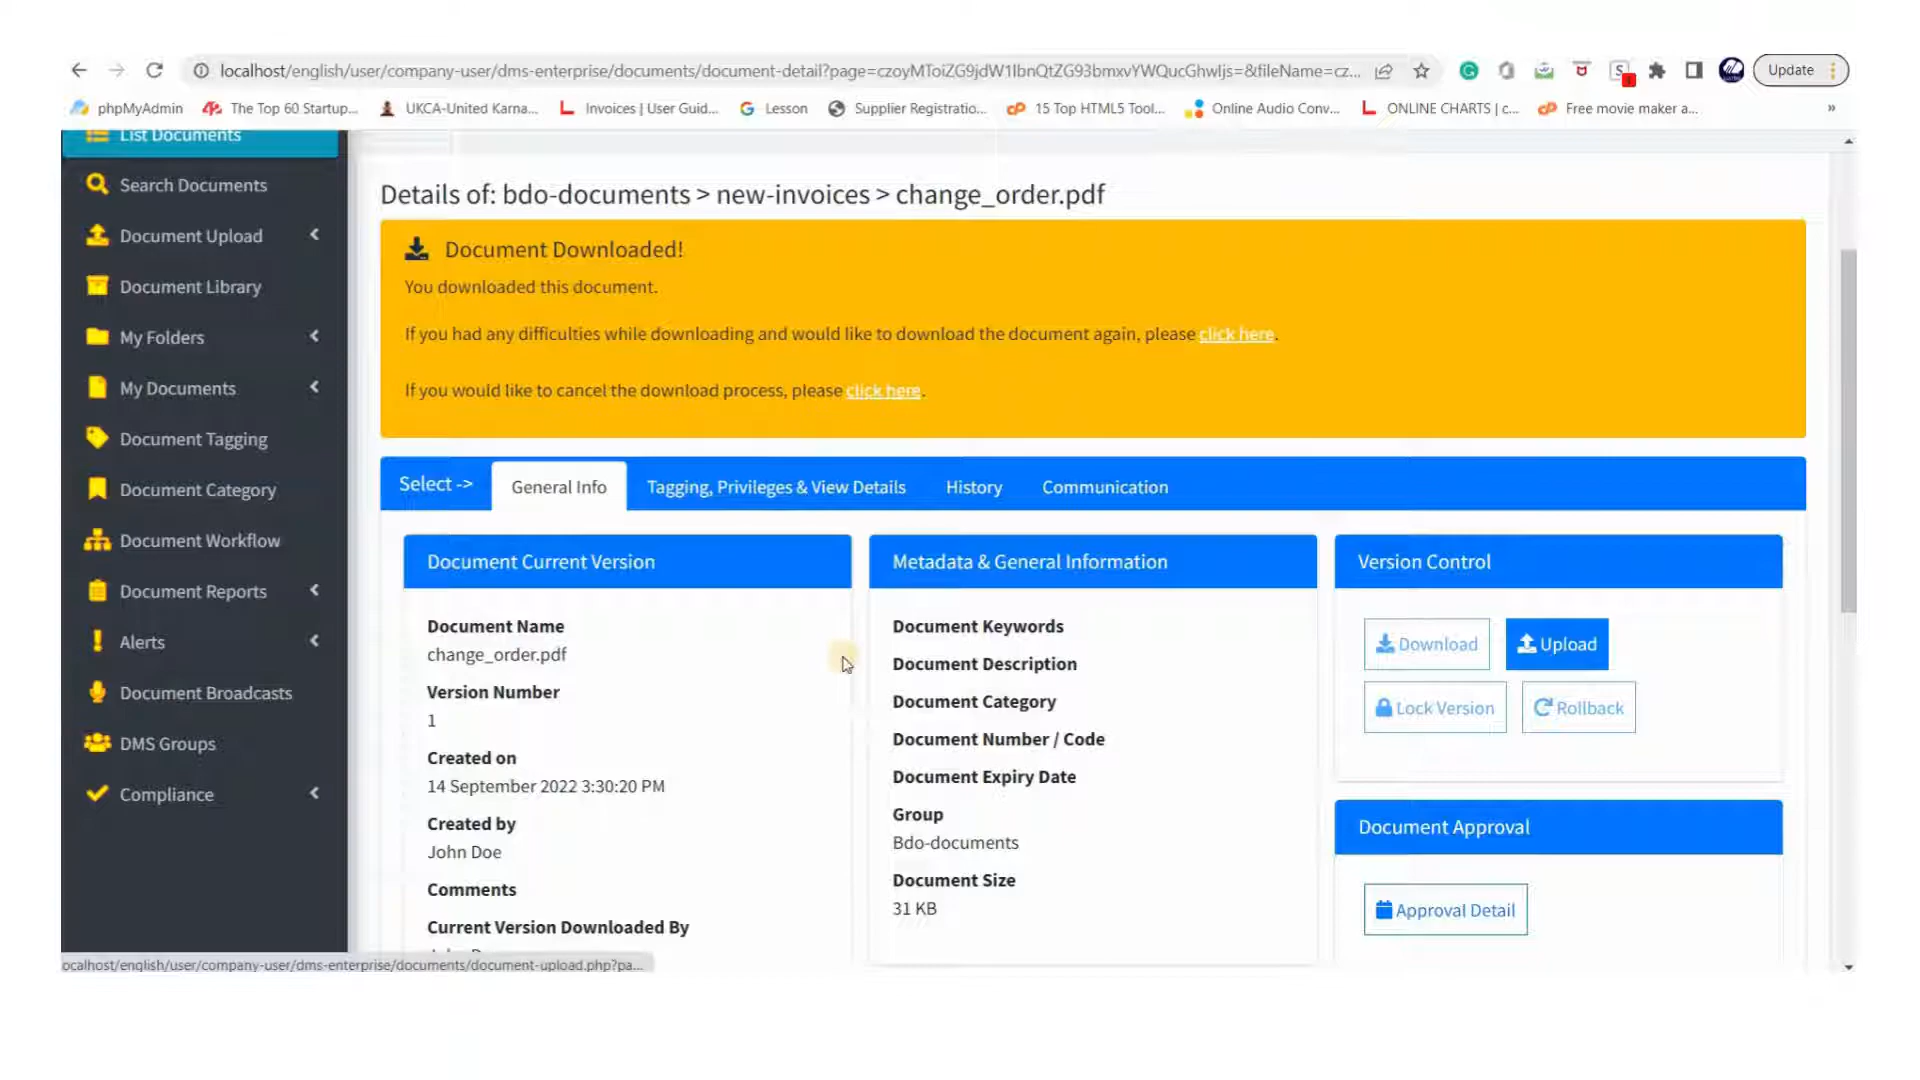 localhost/english/user/company-user/dms-enterprise/documents/document-detail?page=czoyMToiZG9jdW1lbnQtZG93bmxvYWQucGhwIjs=&fileName=cz...
Update
phpMyAdmin
The Top 60 Startup...
UKCA-United Karna...
Invoices | User Guid...
Lesson
Supplier Registratio...
15 Top HTML5 Tool...
Online Audio Conv...
ONLINE CHARTS | c...
Free movie maker a...
»
List Documents
Search Documents
Document Upload
Document Library
My Folders
My Documents
Document Tagging
Document Category
Document Workflow
Document Reports
Alerts
Document Broadcasts
DMS Groups
Compliance
Details of: bdo-documents > new-invoices > change_order.pdf
Document Downloaded!
You downloaded this document.
If you had any difficulties while downloading and would like to download the document again, please click here.
If you would like to cancel the download process, please click here.
Select ->
General Info
Tagging, Privileges & View Details
History
Communication
Document Current Version
Document Name
change_order.pdf
Version Number
1
Created on
14 September 2022 3:30:20 PM
Created by
John Doe
Comments
Current Version Downloaded By
Metadata & General Information
Document Keywords
Document Description
Document Category
Document Number / Code
Document Expiry Date
Group
Bdo-documents
Document Size
31 KB
Version Control
Download
Upload
Lock Version
Rollback
Document Approval
Approval Detail
ocalhost/english/user/company-user/dms-enterprise/documents/document-upload.php?pa...